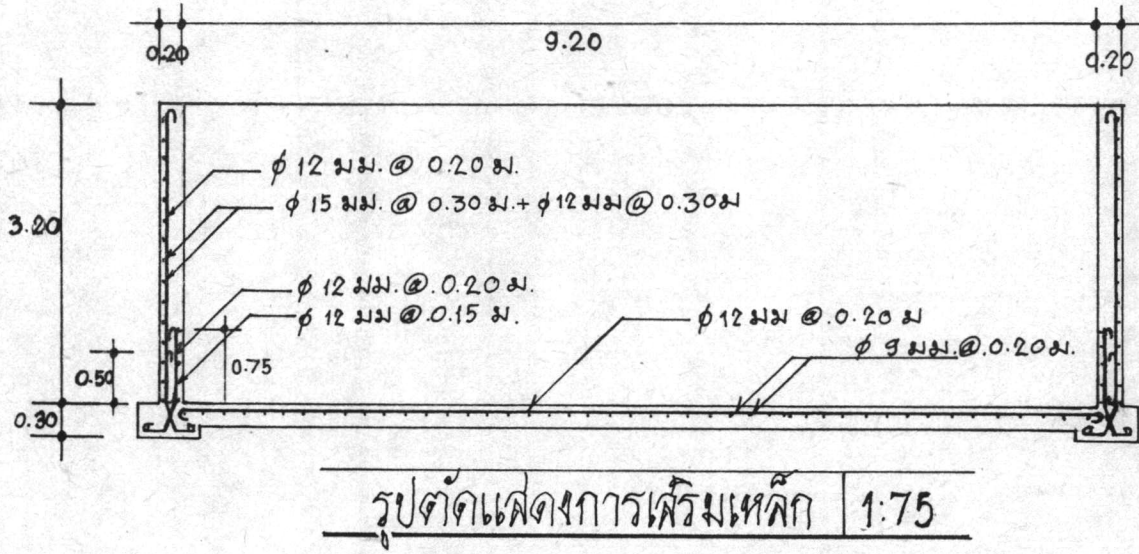 0.20
9.20
0.20
φ 12 มม. @ 0.20 ม.
φ 15 มม. @ 0.30 ม. + φ 12 มม @ 0.30 ม
3.20
φ 12 มม. @ 0.20 ม.
φ 12 มม @ 0.15 ม.
φ 12 มม @ 0.20 ม
φ 9 มม. @ 0.20 ม.
0.75
0.50
0.30
รูปตัดแสดงการเสริมเหล็ก 1:75